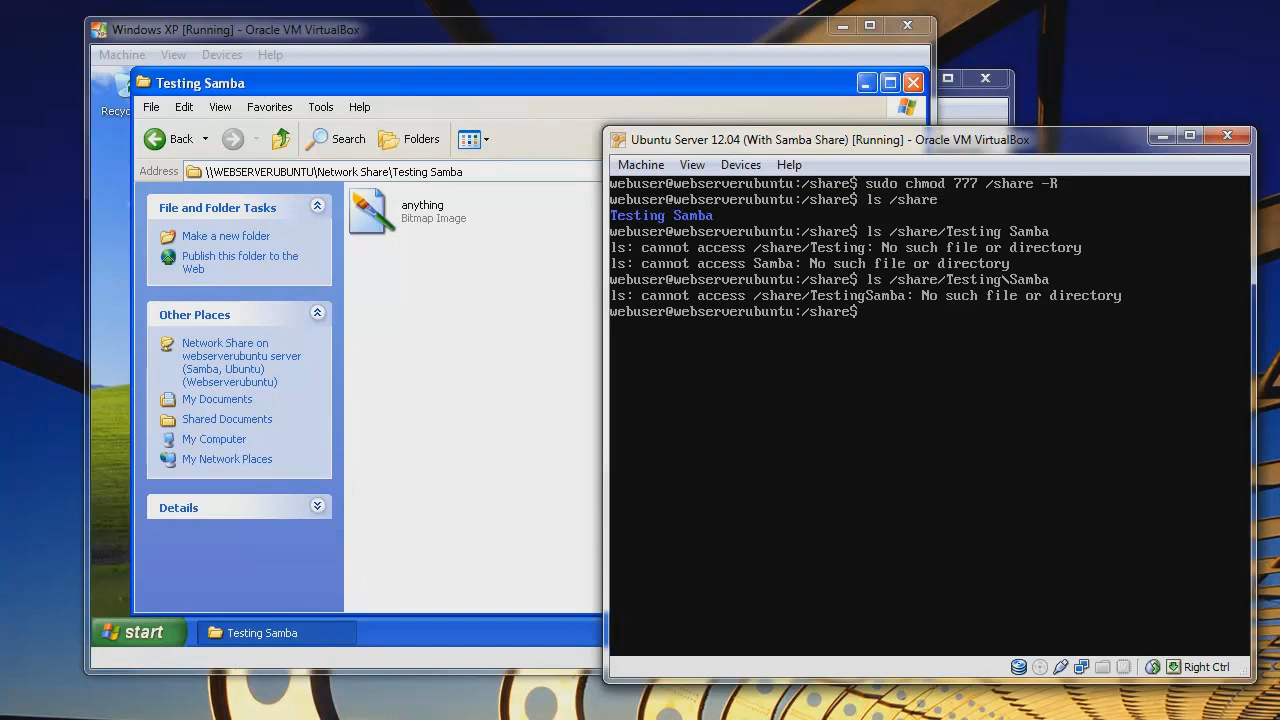 Windows XP [Running] - Oracle VM VirtualBox
Machine View Devices Help
Testing Samba
File Edit View Favorites Tools Help
Back Search Folders
Address \\WEBSERVERUBUNTU\Network Share\Testing Samba
File and Folder Tasks
Make a new folder
Publish this folder to the
Web
Other Places
Network Share on
webserverubuntu server
(Samba, Ubuntu)
(Webserverubuntu)
My Documents
Shared Documents
My Computer
My Network Places
Details
anything
Bitmap Image
start Testing Samba
Ubuntu Server 12.04 (With Samba Share) [Running] - Oracle VM VirtualBox
Machine View Devices Help
webuser@webserverubuntu:/share$ sudo chmod 777 /share -R
webuser@webserverubuntu:/share$ ls /share
Testing Samba
webuser@webserverubuntu:/share$ ls /share/Testing Samba
ls: cannot access /share/Testing: No such file or directory
ls: cannot access Samba: No such file or directory
webuser@webserverubuntu:/share$ ls /share/Testing\Samba
ls: cannot access /share/TestingSamba: No such file or directory
webuser@webserverubuntu:/share$
Right Ctrl